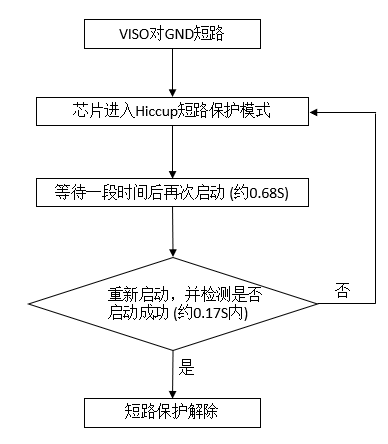 VISO对GND短路
芯片进入Hiccup短路保护模式
等待一段时间后再次启动 (约0.68S)
重新启动，并检测是否
启动成功 (约0.17S内)
否
是
短路保护解除